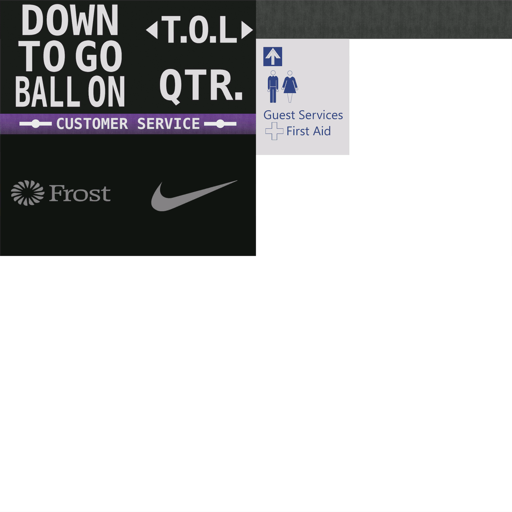 DOWN
TO GO
BALL ON
T.O.L
QTR.
CUSTOMER SERVICE
Frost
Guest Services
First Aid